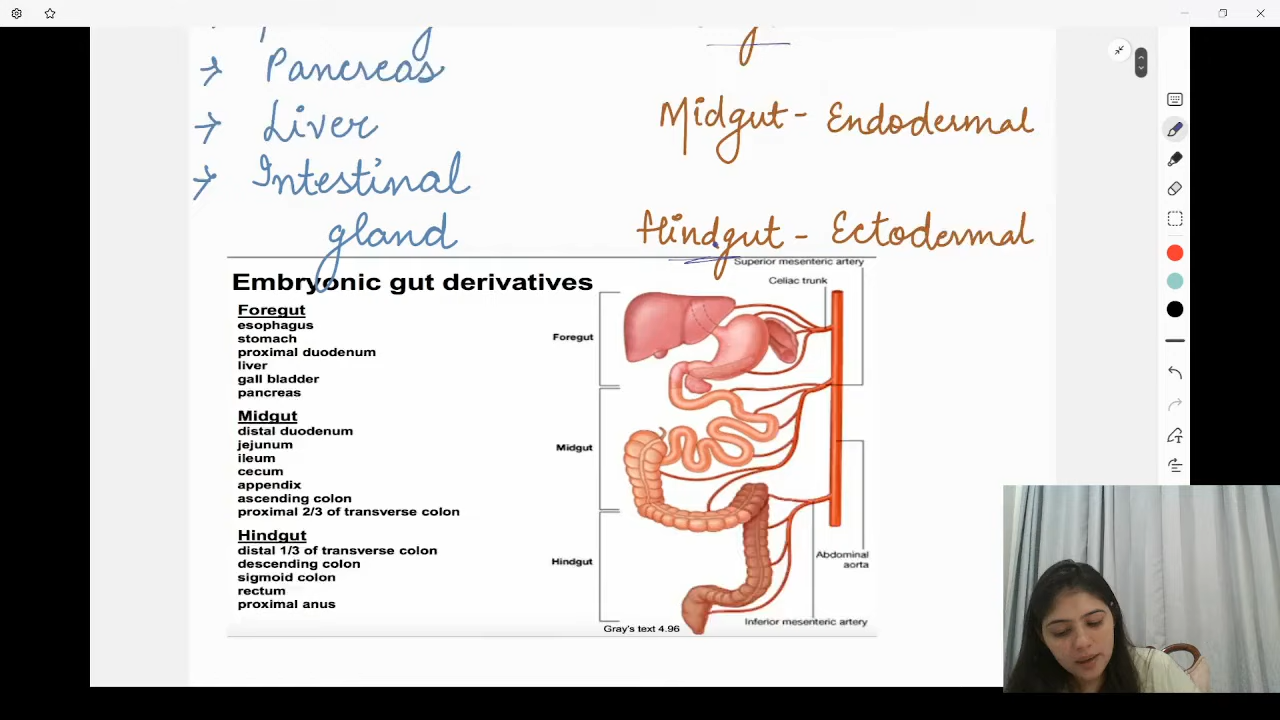 → Pancreas
→ Liver
→ Intestinal
gland
Midgut - Endodermal
Hindgut - Ectodermal
Embryonic gut derivatives
Foregut
esophagus
stomach
proximal duodenum
liver
gall bladder
pancreas
Midgut
distal duodenum
jejunum
ileum
cecum
appendix
ascending colon
proximal 2/3 of transverse colon
Hindgut
distal 1/3 of transverse colon
descending colon
sigmoid colon
rectum
proximal anus
Superior mesenteric artery
Celiac trunk
Foregut
Midgut
Hindgut
Abdominal
aorta
Inferior mesenteric artery
Gray's text 4.96